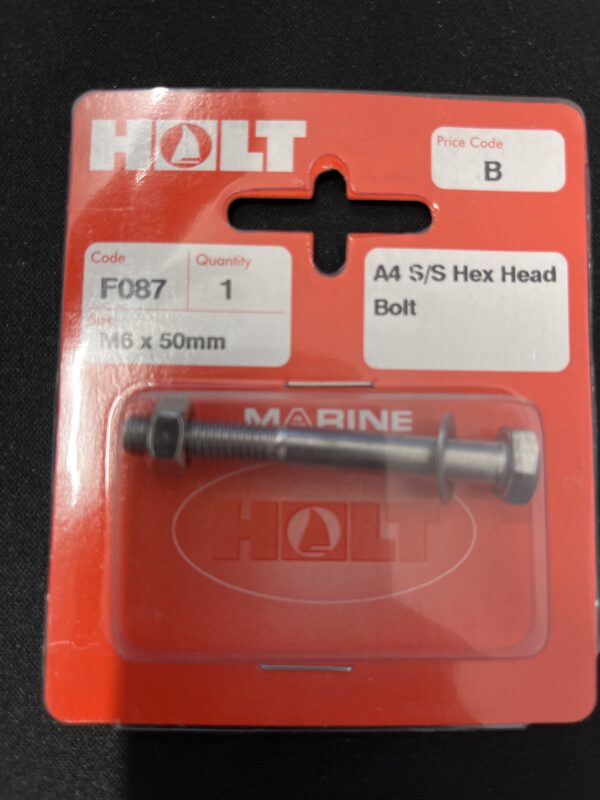 HOLT
Price Code
B
Code
Quantity
F087
1
Size
M6 x 50mm
A4 S/S Hex Head
Bolt
MARINE
HOLT